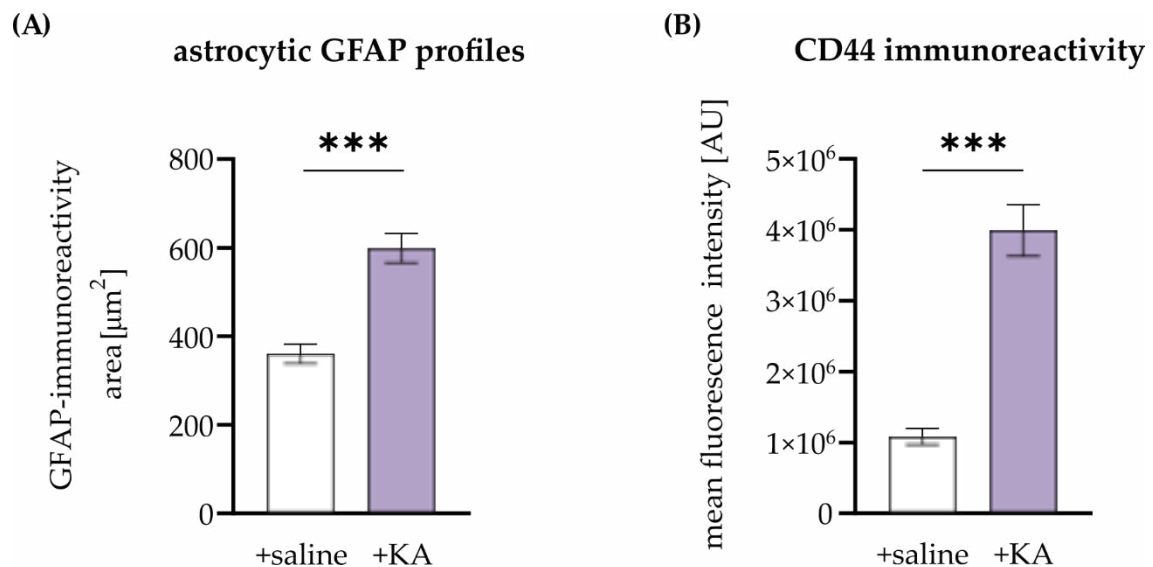 (A)
astrocytic GFAP profiles
GFAP-immunoreactivity
area [µm²]
***
800
600
400
200
0
+saline +KA
(B)
CD44 immunoreactivity
mean fluorescence intensity [AU]
***
5×10⁶
4×10⁶
3×10⁶
2×10⁶
1×10⁶
0
+saline +KA